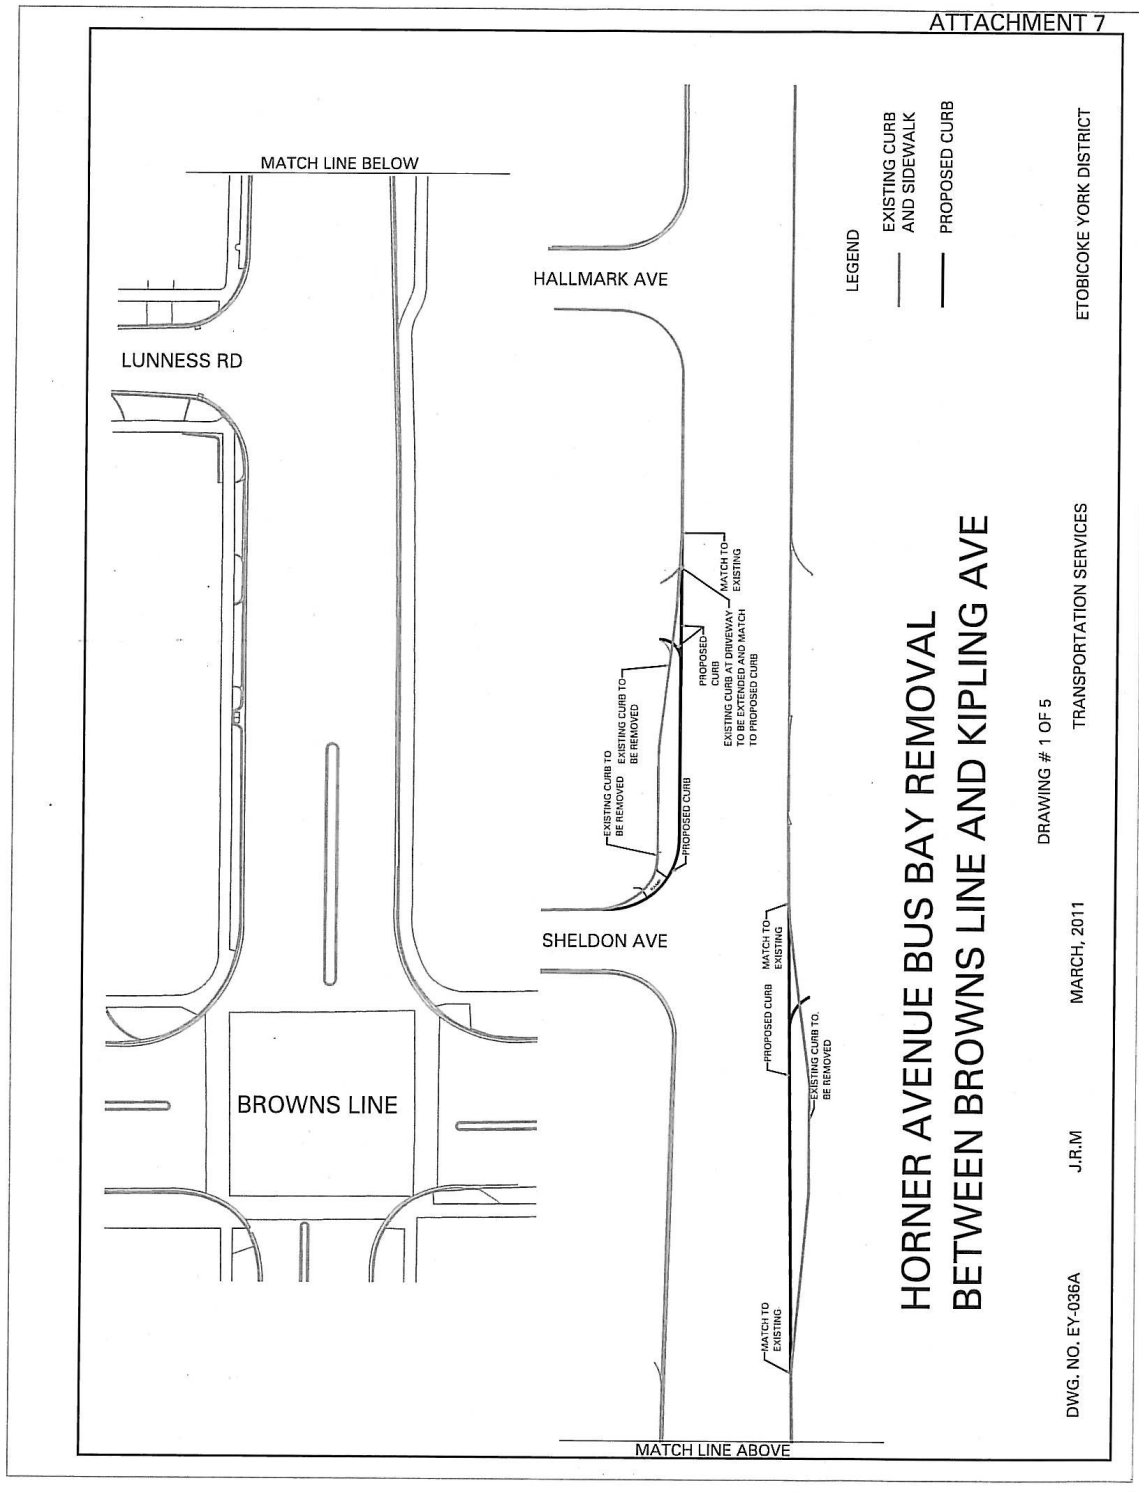 ATTACHMENT 7
MATCH LINE BELOW
LUNNESS RD
BROWNS LINE
HALLMARK AVE
MATCH TO
EXISTING
EXISTING CURB AT DRIVEWAY
TO BE EXTENDED AND MATCH
TO PROPOSED CURB
PROPOSED
CURB
EXISTING CURB TO
BE REMOVED
EXISTING CURB TO
BE REMOVED
PROPOSED CURB
SHELDON AVE
MATCH TO
EXISTING
PROPOSED CURB
EXISTING CURB TO.
BE REMOVED
MATCH TO
EXISTING
MATCH LINE ABOVE
LEGEND
EXISTING CURB
AND SIDEWALK
PROPOSED CURB
HORNER AVENUE BUS BAY REMOVAL
BETWEEN BROWNS LINE AND KIPLING AVE
DRAWING # 1 OF 5
DWG. NO. EY-036A
J.R.M
MARCH, 2011
TRANSPORTATION SERVICES
ETOBICOKE YORK DISTRICT